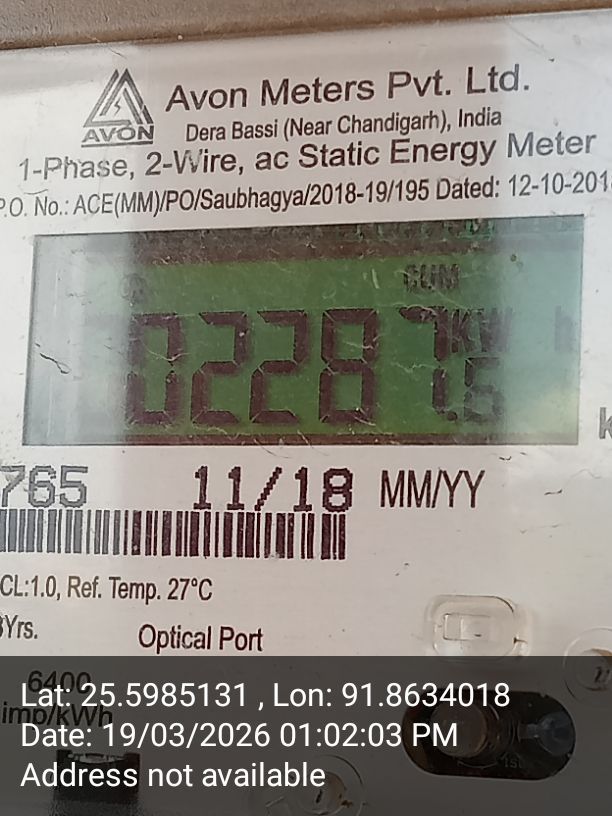 Avon Meters Pvt. Ltd.
AVON
Dera Bassi (Near Chandigarh), India
1-Phase, 2-Wire, ac Static Energy Meter
P.O. No.: ACE(MM)/PO/Saubhagya/2018-19/195 Dated: 12-10-201
CUM
02287.5 KW h
765 11/18 MM/YY
CL:1.0, Ref. Temp. 27°C
Yrs.
Optical Port
6400
imp/kWh
Lat: 25.5985131 , Lon: 91.8634018
Date: 19/03/2026 01:02:03 PM
Address not available